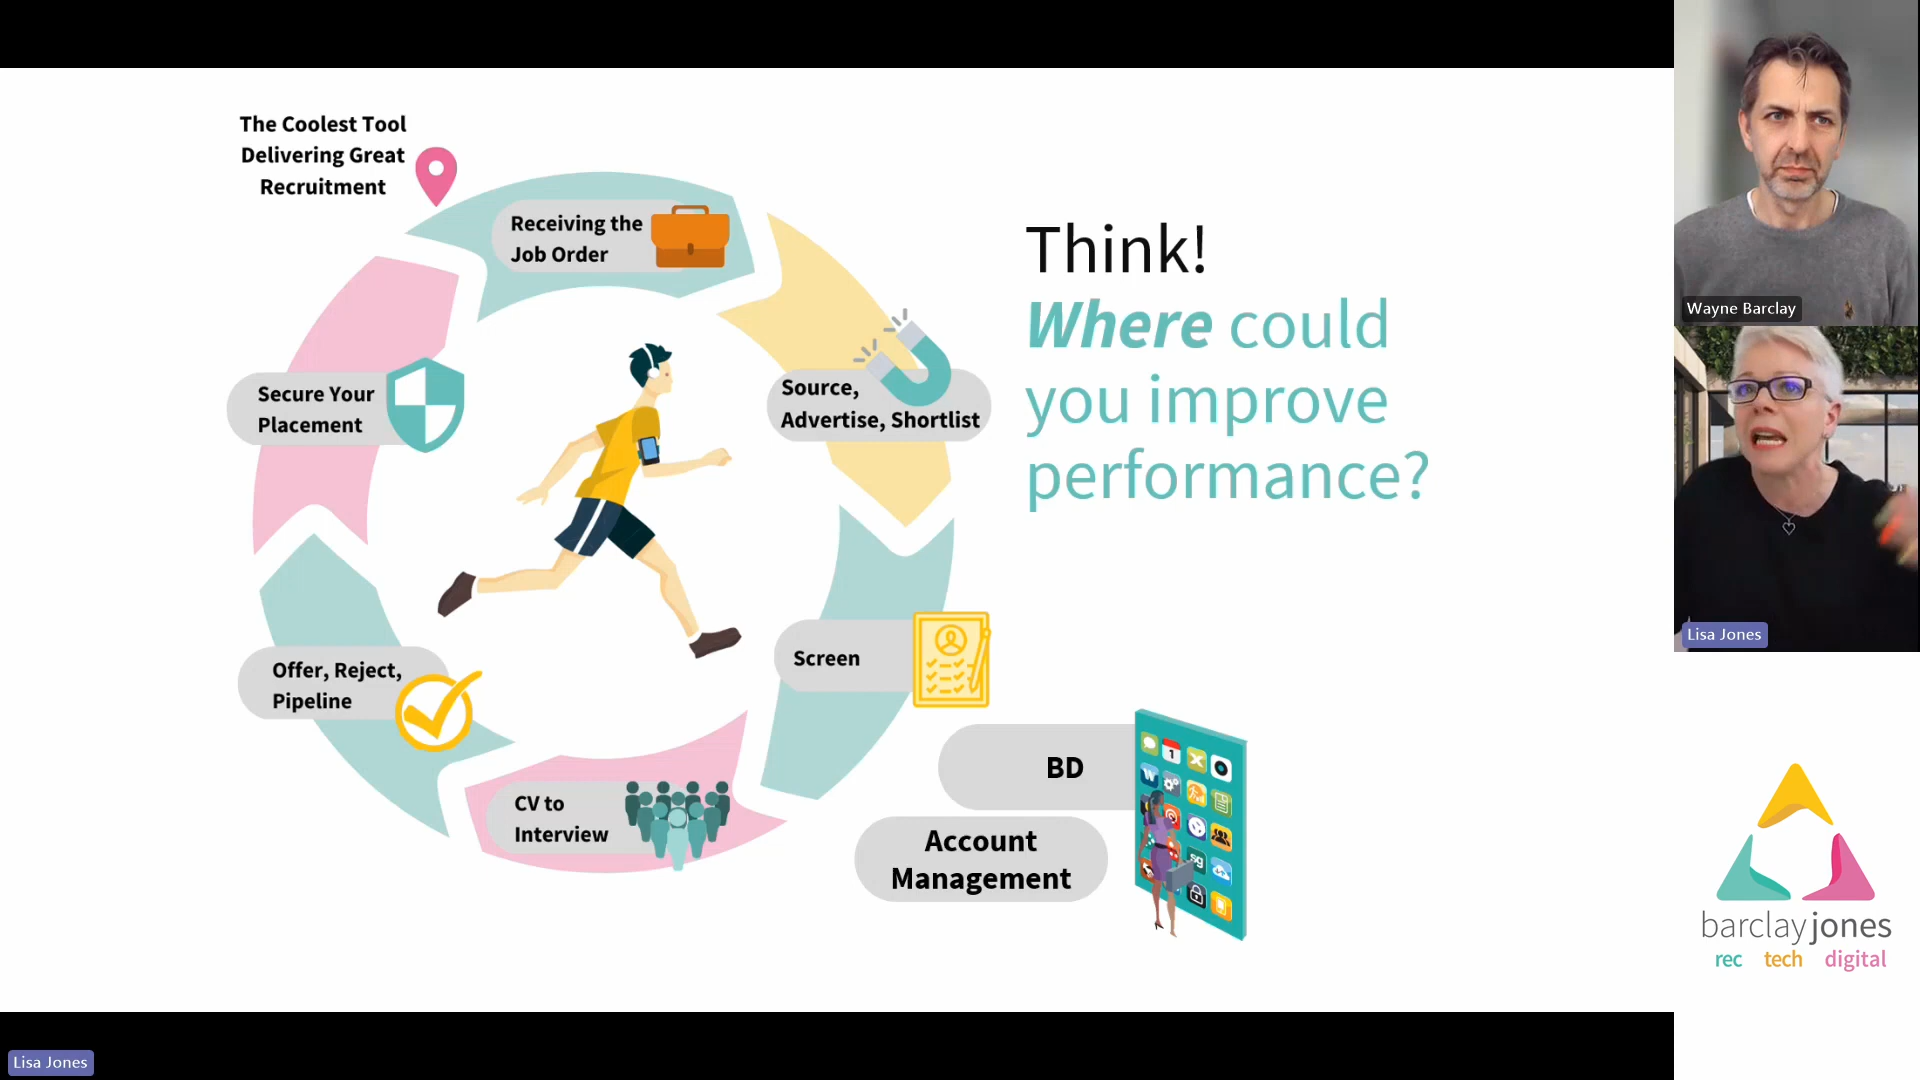 The Coolest Tool
Delivering Great
Recruitment
Receiving the
Job Order
Source,
Advertise, Shortlist
Screen
CV to
Interview
Offer, Reject,
Pipeline
Secure Your
Placement
Think!
Where could
you improve
performance?
BD
Account
Management
1
X
W
sg
Wayne Barclay
Lisa Jones
barclayjones
rec tech digital
Lisa Jones